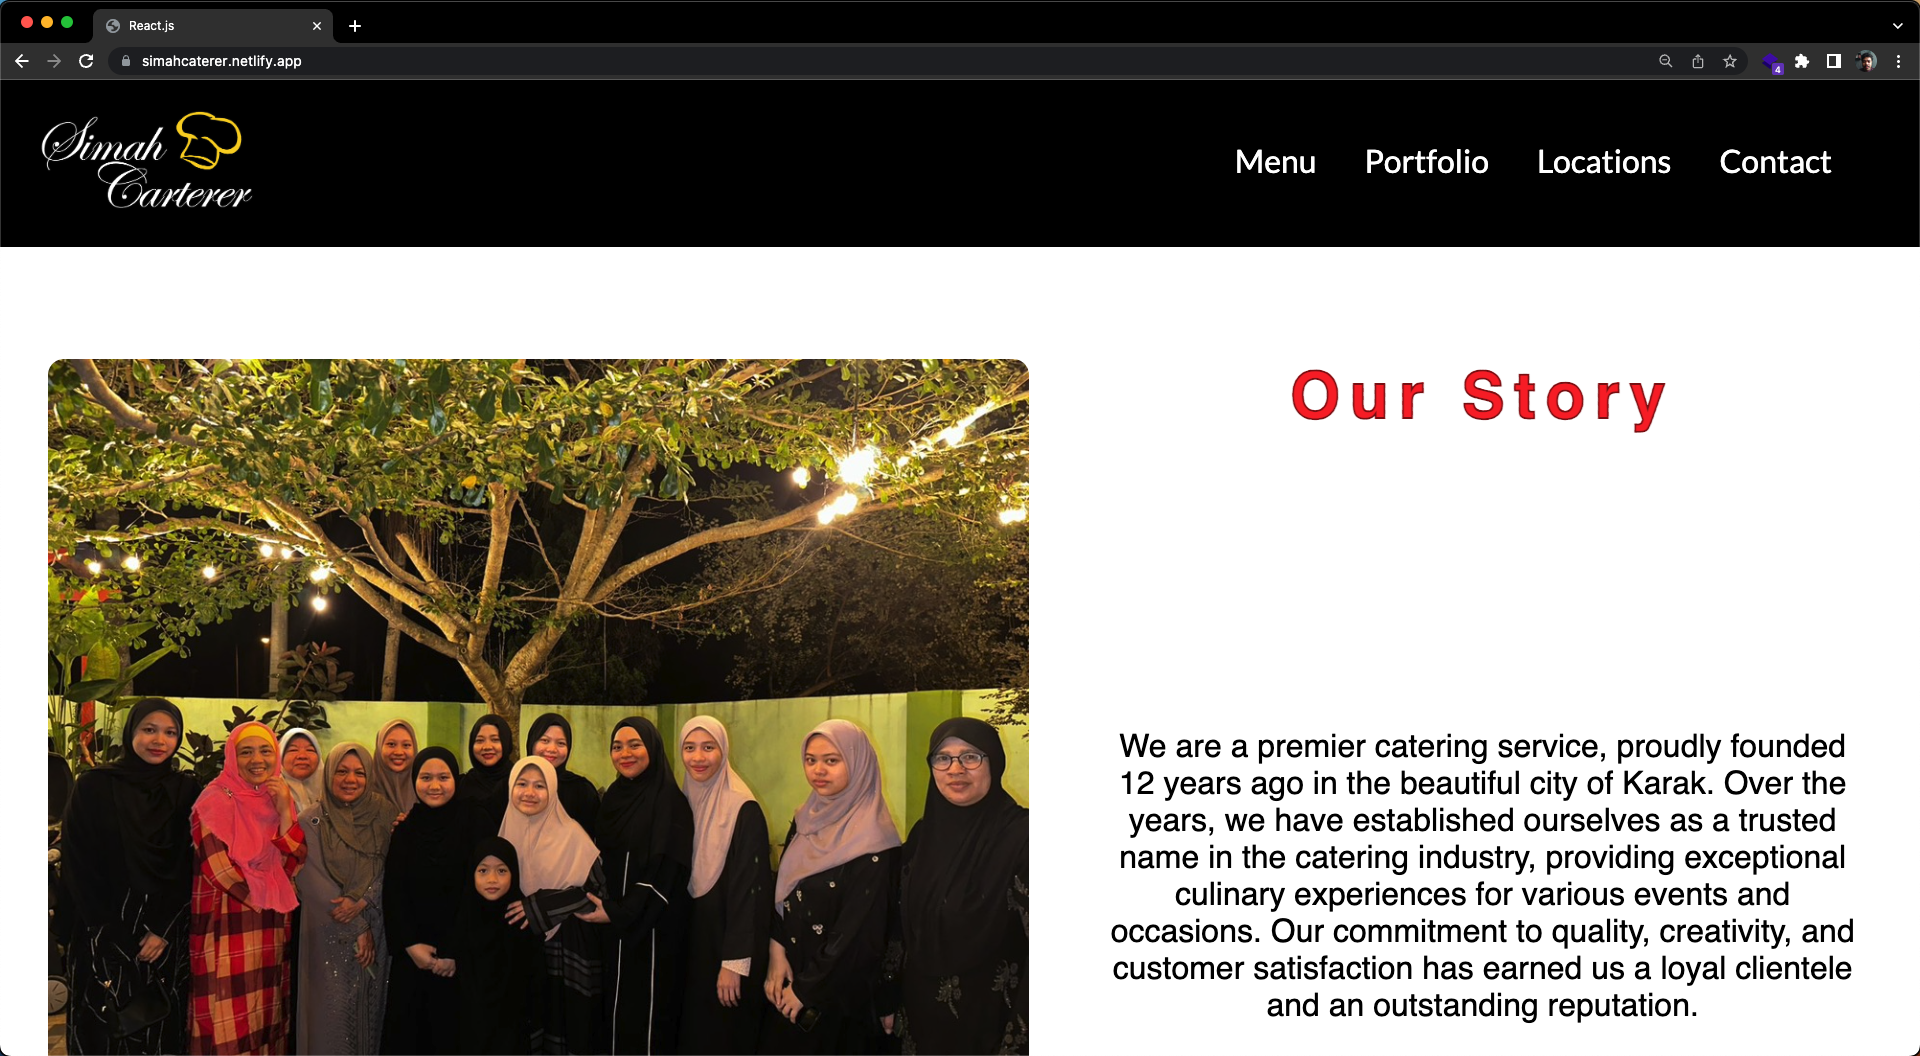 React.js
simahcaterer.netlify.app
4
Simah
Carterer
Menu Portfolio Locations Contact
Our Story
We are a premier catering service, proudly founded
12 years ago in the beautiful city of Karak. Over the
years, we have established ourselves as a trusted
name in the catering industry, providing exceptional
culinary experiences for various events and
occasions. Our commitment to quality, creativity, and
customer satisfaction has earned us a loyal clientele
and an outstanding reputation.